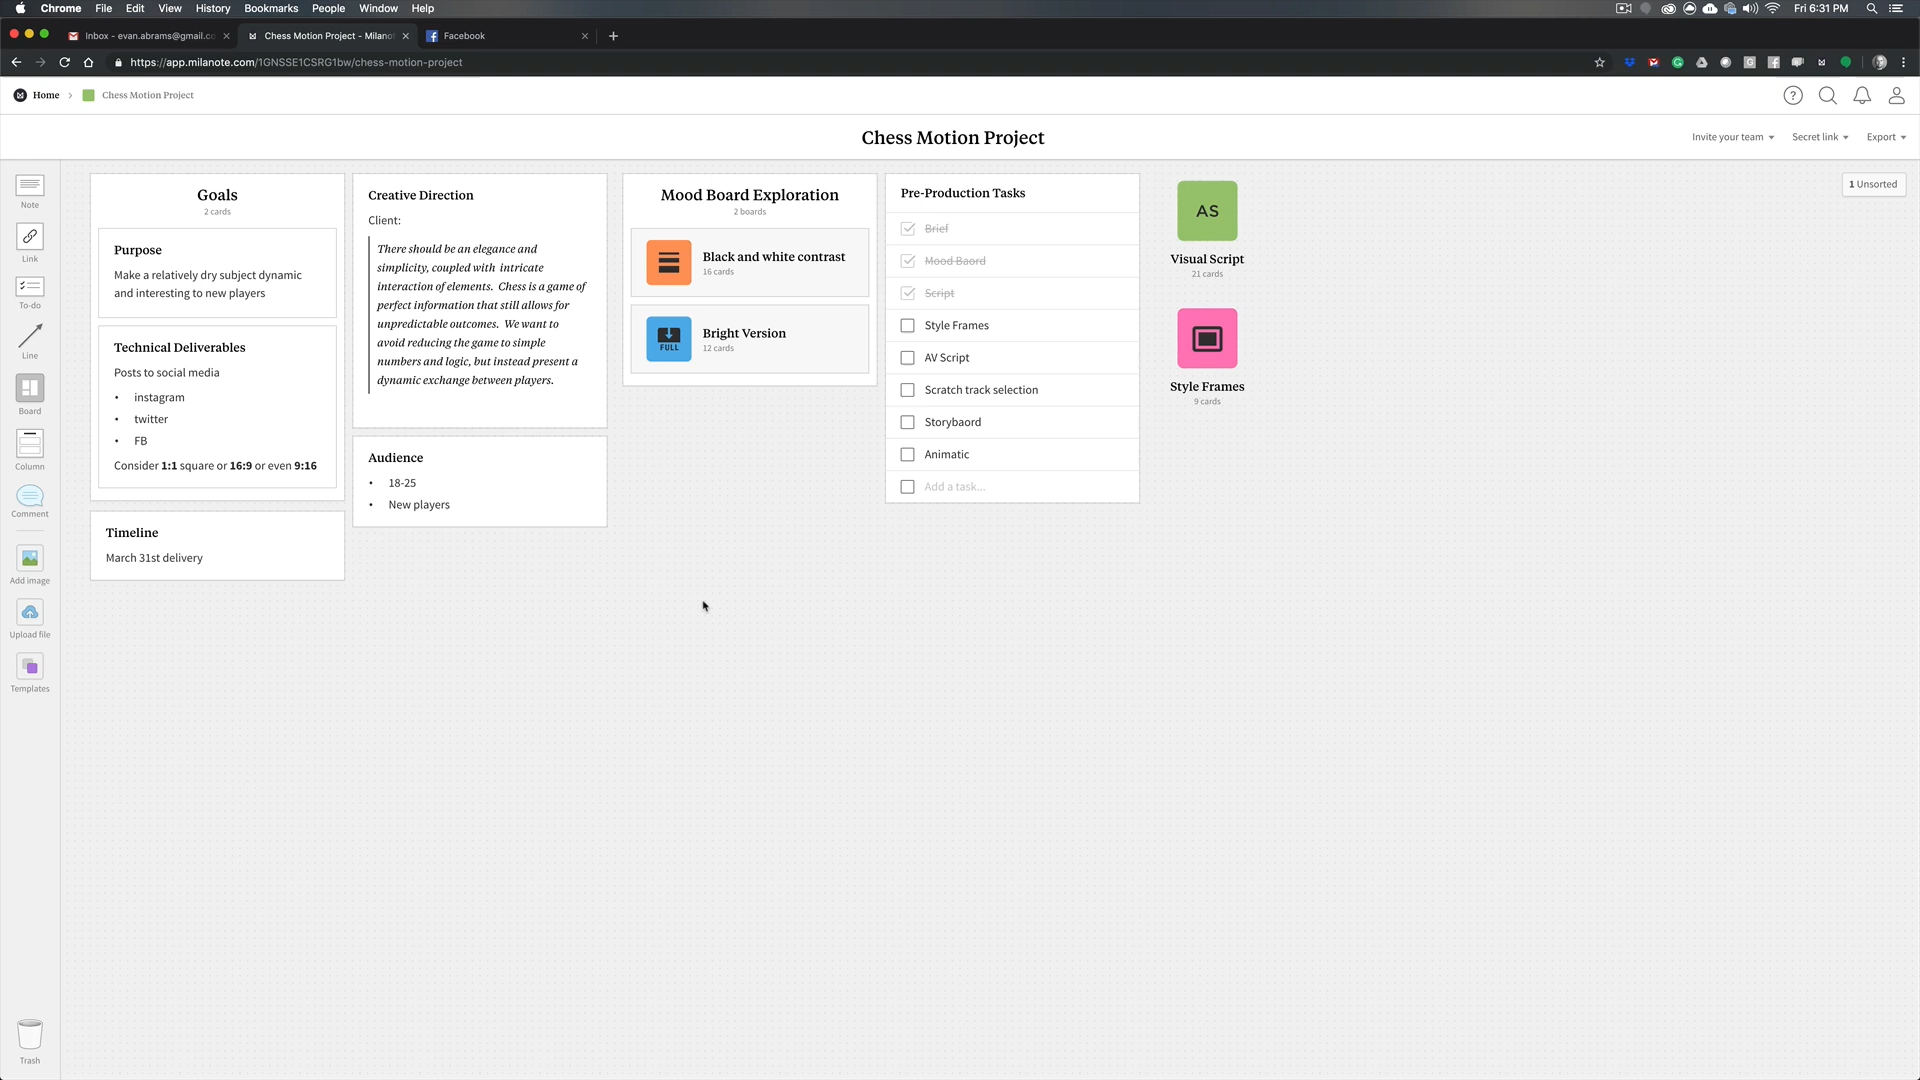 Chrome File Edit View History Bookmarks People Window Help
Fri 6:31 PM
Inbox - evan.abrams@gmail.co
Chess Motion Project - Milanot
Facebook
https://app.milanote.com/1GNSSE1CSRG1bw/chess-motion-project
Home
Chess Motion Project
Chess Motion Project
Invite your team
Secret link
Export
Note
Link
To-do
Line
Board
Column
Comment
Add image
Upload file
Templates
Trash
Goals
2 cards
Purpose
Make a relatively dry subject dynamic
and interesting to new players
Technical Deliverables
Posts to social media
• instagram
• twitter
• FB
Consider 1:1 square or 16:9 or even 9:16
Timeline
March 31st delivery
Creative Direction
Client:
There should be an elegance and
simplicity, coupled with intricate
interaction of elements. Chess is a game of
perfect information that still allows for
unpredictable outcomes. We want to
avoid reducing the game to simple
numbers and logic, but instead present a
dynamic exchange between players.
Audience
• 18-25
• New players
Mood Board Exploration
2 boards
Black and white contrast
16 cards
FULL
Bright Version
12 cards
Pre-Production Tasks
Brief
Mood Baord
Script
Style Frames
AV Script
Scratch track selection
Storybaord
Animatic
Add a task...
AS
Visual Script
21 cards
Style Frames
9 cards
1 Unsorted